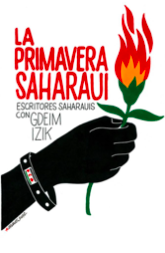 LA
PRIMAVERA
SAHARAUI
ESCRITORES SAHARAUIS
CON GDEIM
IZIK